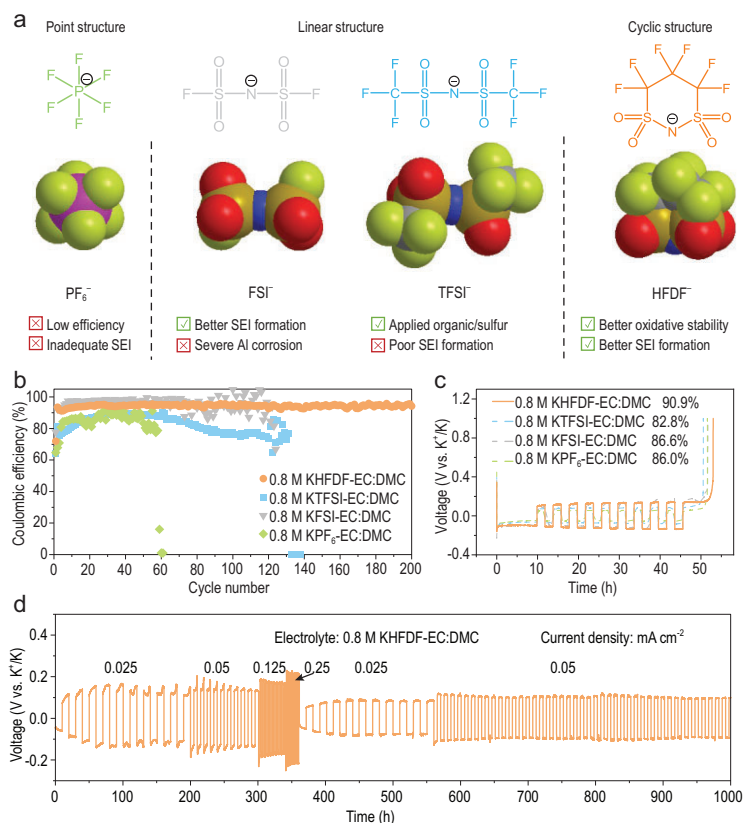 a
Point structure
Linear structure
Cyclic structure
F
F F
P ⊖
F F
F
O O
F S N ⊖ S F
O O
F O O F
F C S N ⊖ S C F
F O O F
F F
F F
F F
O S ⊖ S O
O N O
PF₆⁻
FSI⁻
TFSI⁻
HFDF⁻
☒ Low efficiency
☒ Inadequate SEI
☑ Better SEI formation
☒ Severe Al corrosion
☑ Applied organic/sulfur
☒ Poor SEI formation
☑ Better oxidative stability
☑ Better SEI formation
b
Coulombic efficiency (%)
100
80
60
40
20
0
0.8 M KHFDF-EC:DMC
0.8 M KTFSI-EC:DMC
0.8 M KFSI-EC:DMC
0.8 M KPF₆-EC:DMC
0 20 40 60 80 100 120 140 160 180 200
Cycle number
c
Voltage (V vs. K⁺/K)
1.2
0.8
0.4
0.0
-0.4
0.8 M KHFDF-EC:DMC 90.9%
0.8 M KTFSI-EC:DMC 82.8%
0.8 M KFSI-EC:DMC 86.6%
0.8 M KPF₆-EC:DMC 86.0%
0 10 20 30 40 50
Time (h)
d
Voltage (V vs. K⁺/K)
0.4
0.2
0.0
-0.2
Electrolyte: 0.8 M KHFDF-EC:DMC
Current density: mA cm⁻²
0.025 0.05 0.125 0.25 0.025 0.05
0 100 200 300 400 500 600 700 800 900 1000
Time (h)